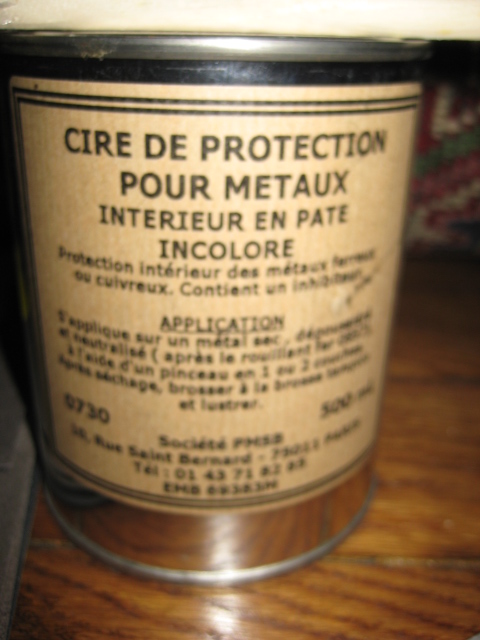 CIRE DE PROTECTION
POUR METAUX
INTERIEUR EN PATE
INCOLORE
Protection intérieur des métaux ferreux
ou cuivreux. Contient un inhibiteur
APPLICATION
S'applique sur un métal sec, dépoussiéré
et neutralisé ( après le rouillant fer
à l'aide d'un pinceau en 1 ou 2 couches.
Après séchage, brosser à la brosse
et lustrer.
0730
500 ml
Société PMSB
Rue Saint Bernard - 75011 PARIS
Tél : 01 43 71
EMB